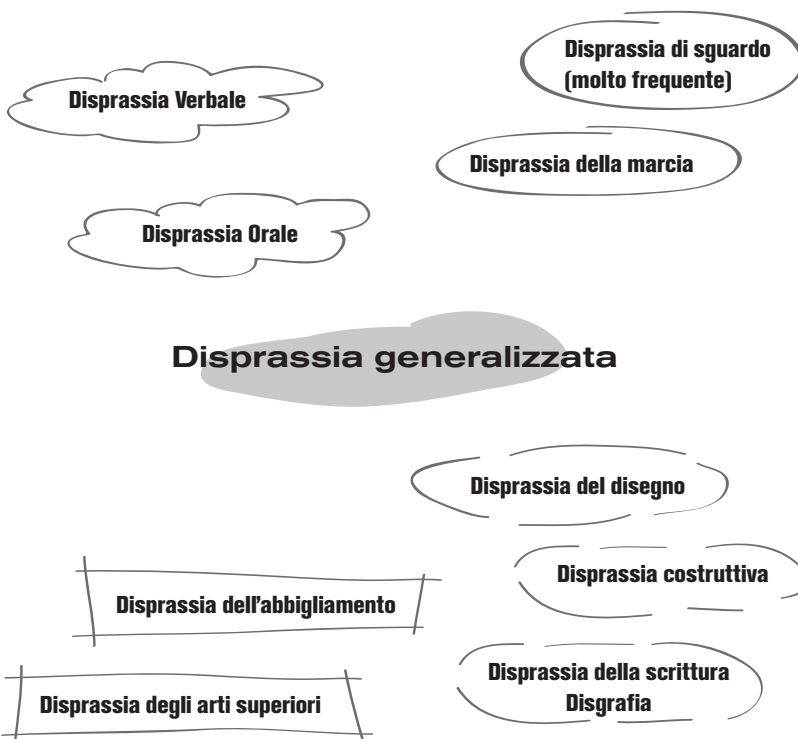 Disprassia di sguardo
(molto frequente)
Disprassia Verbale
Disprassia della marcia
Disprassia Orale
Disprassia generalizzata
Disprassia del disegno
Disprassia costruttiva
Disprassia dell'abbigliamento
Disprassia della scrittura
Disgrafia
Disprassia degli arti superiori